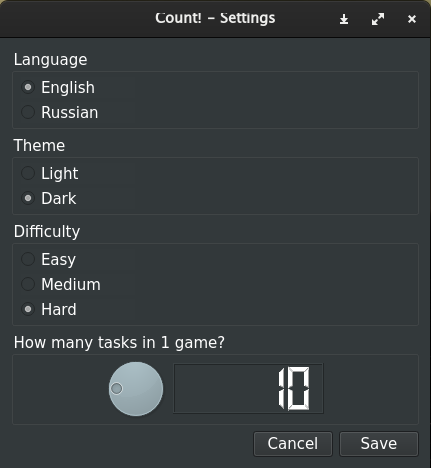 Count! – Settings
Language
English
Russian
Theme
Light
Dark
Difficulty
Easy
Medium
Hard
How many tasks in 1 game?
10
Cancel Save